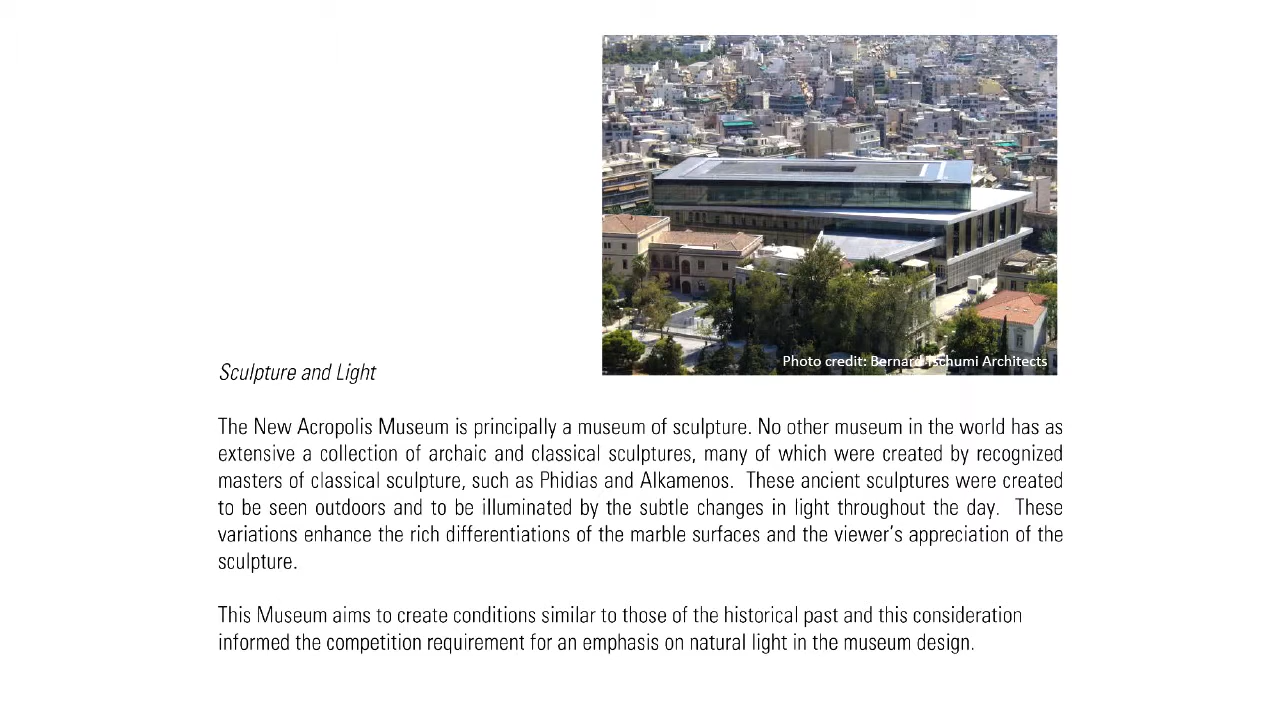 Photo credit: Bernard Tschumi Architects
Sculpture and Light
The New Acropolis Museum is principally a museum of sculpture. No other museum in the world has as
extensive a collection of archaic and classical sculptures, many of which were created by recognized
masters of classical sculpture, such as Phidias and Alkamenos.  These ancient sculptures were created
to be seen outdoors and to be illuminated by the subtle changes in light throughout the day.  These
variations enhance the rich differentiations of the marble surfaces and the viewer’s appreciation of the
sculpture.
This Museum aims to create conditions similar to those of the historical past and this consideration
informed the competition requirement for an emphasis on natural light in the museum design.